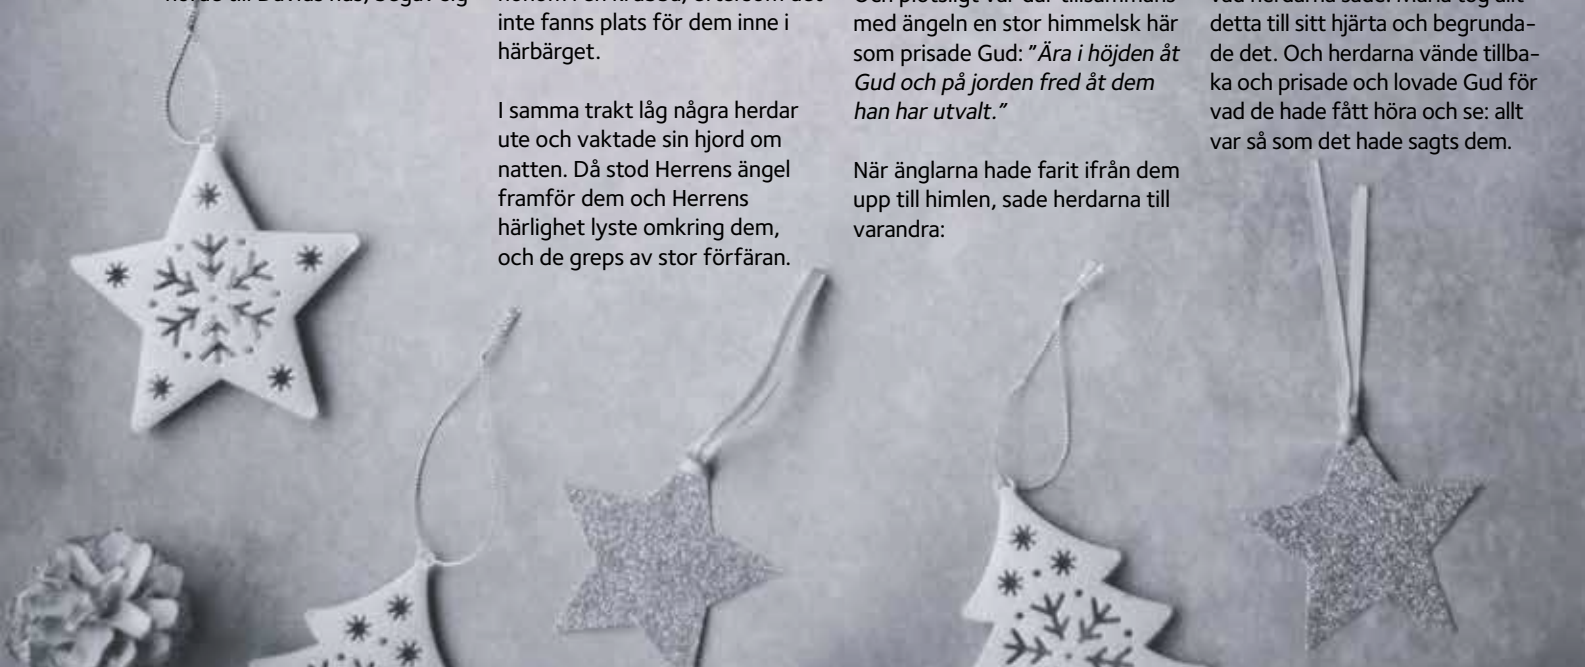 inte fanns plats för dem inne i
härbärget.
I samma trakt låg några herdar
ute och vaktade sin hjord om
natten. Då stod Herrens ängel
framför dem och Herrens
härlighet lyste omkring dem,
och de greps av stor förfäran.
med ängeln en stor himmelsk här
som prisade Gud: "Ära i höjden åt
Gud och på jorden fred åt dem
han har utvalt."
När änglarna hade farit ifrån dem
upp till himlen, sade herdarna till
varandra:
detta till sitt hjärta och begrunda-
de det. Och herdarna vände tillba-
ka och prisade och lovade Gud för
vad de hade fått höra och se: allt
var så som det hade sagts dem.